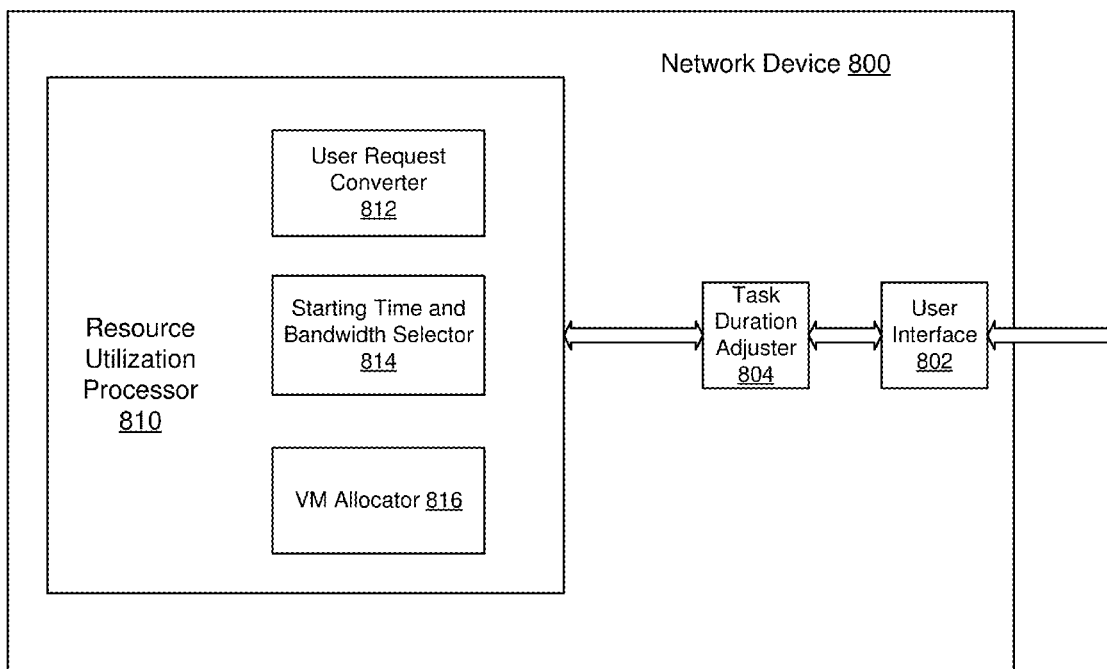 Network Device 800
User Request
Converter
812
Starting Time and
Bandwidth Selector
814
Resource
Utilization
Processor
810
VM Allocator 816
Task
Duration
Adjuster
804
User
Interface
802